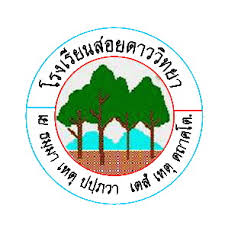 โรงเรียนสอยดาววิทยา
เย ธมฺมา เหตุ ปปฺภวา เตสํ เหตุ ตถาคโต.